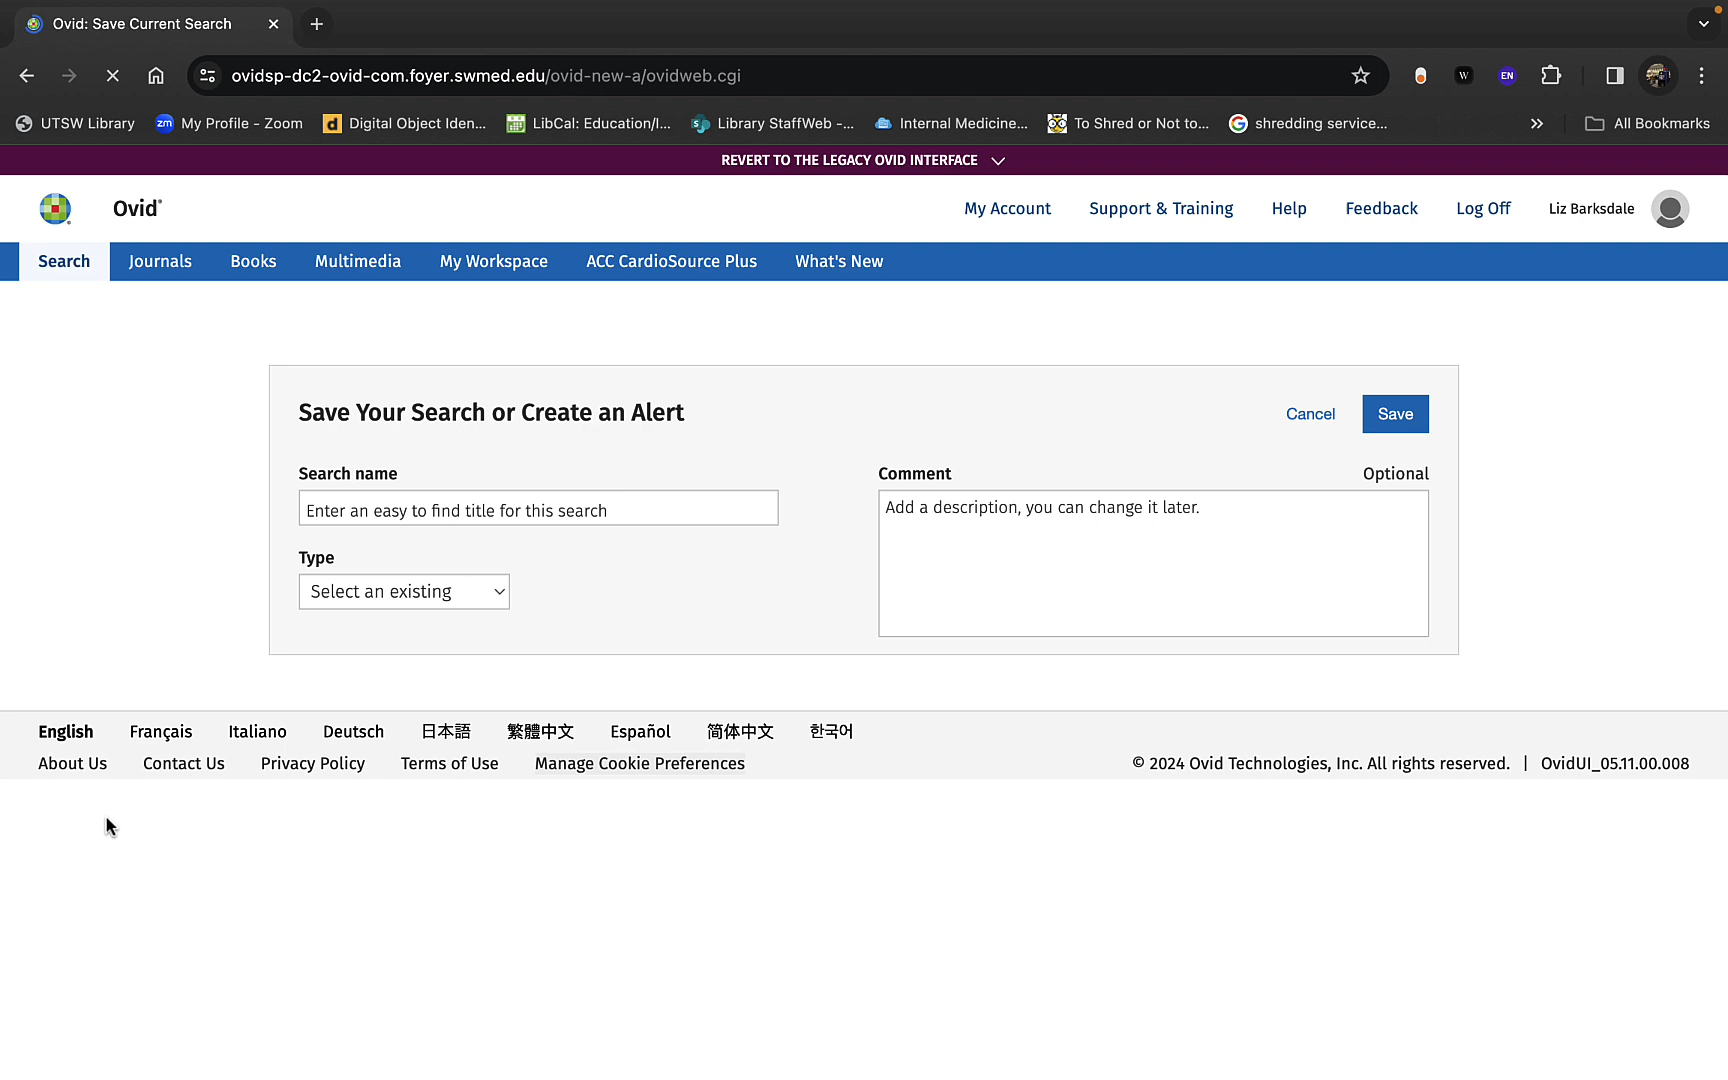 Ovid: Save Current Search
ovidsp-dc2-ovid-com.foyer.swmed.edu/ovid-new-a/ovidweb.cgi
W
EN
UTSW Library
zm
My Profile - Zoom
d
Digital Object Iden...
LibCal: Education/I...
S
Library StaffWeb -...
Internal Medicine...
To Shred or Not to...
G
shredding service...
All Bookmarks
REVERT TO THE LEGACY OVID INTERFACE
Ovid®
My Account
Support & Training
Help
Feedback
Log Off
Liz Barksdale
Search
Journals
Books
Multimedia
My Workspace
ACC CardioSource Plus
What's New
Save Your Search or Create an Alert
Cancel
Save
Search name
Enter an easy to find title for this search
Comment
Optional
Add a description, you can change it later.
Type
Select an existing
English
Français
Italiano
Deutsch
日本語
繁體中文
Español
简体中文
한국어
About Us
Contact Us
Privacy Policy
Terms of Use
Manage Cookie Preferences
© 2024 Ovid Technologies, Inc. All rights reserved. | OvidUI_05.11.00.008